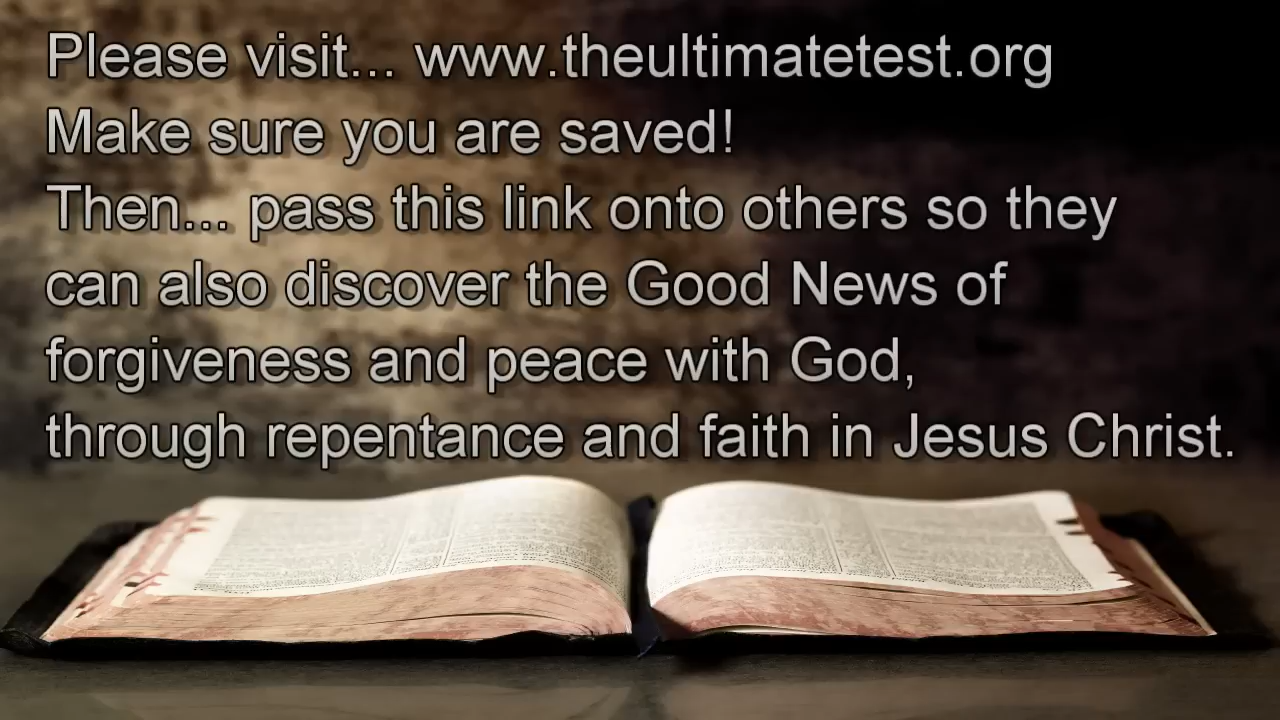 Please visit... www.theultimatetest.org
Make sure you are saved!
Then... pass this link onto others so they
can also discover the Good News of
forgiveness and peace with God,
through repentance and faith in Jesus Christ.